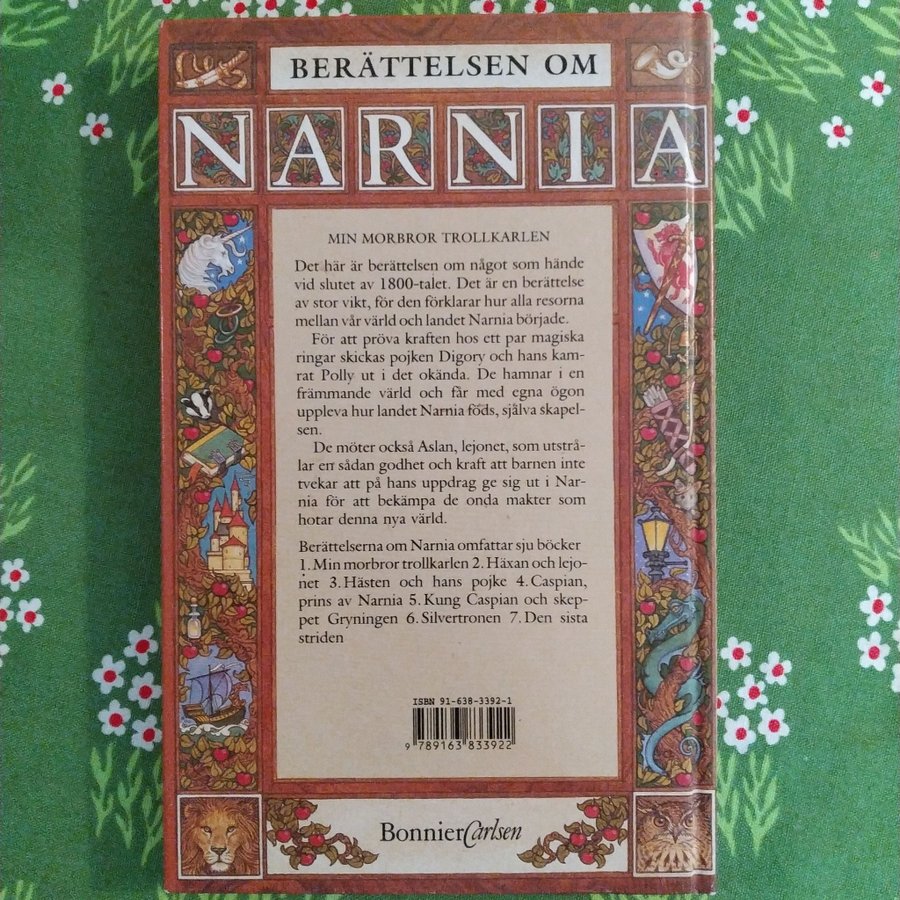 BERÄTTELSEN OM
NARNIA
MIN MORBROR TROLLKARLEN
Det här är berättelsen om något som hände
vid slutet av 1800-talet. Det är en berättelse
av stor vikt, för den förklarar hur alla resorna
mellan vår värld och landet Narnia började.
För att pröva kraften hos ett par magiska
ringar skickas pojken Digory och hans kam-
rat Polly ut i det okända. De hamnar i en
främmande värld och får med egna ögon
uppleva hur landet Narnia föds, själva skapel-
sen.
De möter också Aslan, lejonet, som utstrå-
lar en sådan godhet och kraft att barnen inte
tvekar att på hans uppdrag ge sig ut i Nar-
nia för att bekämpa de onda makter som
hotar denna nya värld.
Berättelserna om Narnia omfattar sju böcker
1. Min morbror trollkarlen 2. Häxan och lejo-
net 3. Hästen och hans pojke 4. Caspian,
prins av Narnia 5. Kung Caspian och skep-
pet Gryningen 6. Silvertronen 7. Den sista
striden
ISBN 91-638-3392-1
9 789163 833922
BonnierCarlsen